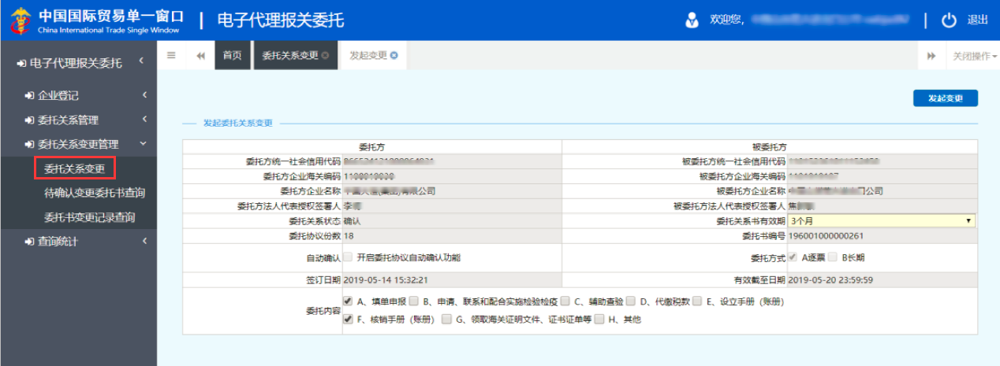 中国国际贸易单一窗口
China International Trade Single Window
电子代理报关委托
欢迎您,
退出
电子代理报关委托
首页
委托关系变更
发起变更
关闭操作
企业登记
委托关系管理
委托关系变更管理
委托关系变更
待确认变更委托书查询
委托书变更记录查询
查询统计
发起变更
发起委托关系变更
委托方 被委托方
委托方统一社会信用代码 被委托方统一社会信用代码
委托方企业海关编码 被委托方企业海关编码
委托方企业名称 有限公司 被委托方企业名称 公司
委托方法人代表授权签署人 李 被委托方法人代表授权签署人 焦
委托关系状态 确认 委托关系书有效期 3个月
委托协议份数 18 委托书编号 196001000000261
自动确认 开启委托协议自动确认功能 委托方式 A逐票 B长期
签订日期 2019-05-14 15:32:21 有效截至日期 2019-05-20 23:59:59
委托内容
A、填单申报 B、申请、联系和配合实施检验检疫 C、辅助查验 D、代缴税款 E、设立手册（账册）
F、核销手册（账册） G、领取海关证明文件、证书证单等 H、其他